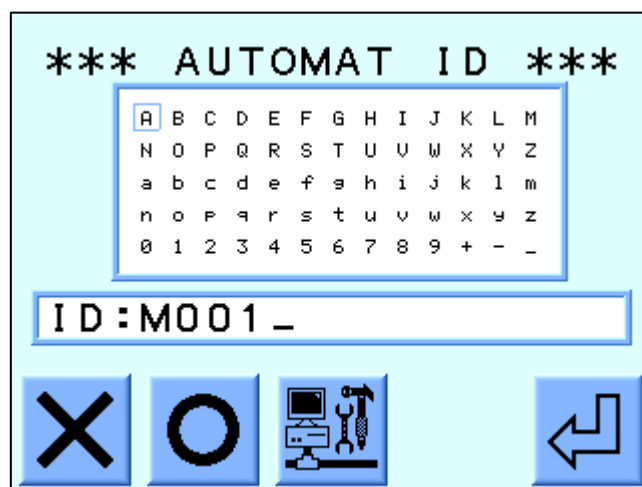 *** AUTOMAT ID ***
A B C D E F G H I J K L M
N O P Q R S T U V W X Y Z
a b c d e f g h i j k l m
n o p q r s t u v w x y z
0 1 2 3 4 5 6 7 8 9 + - _
ID:M001_